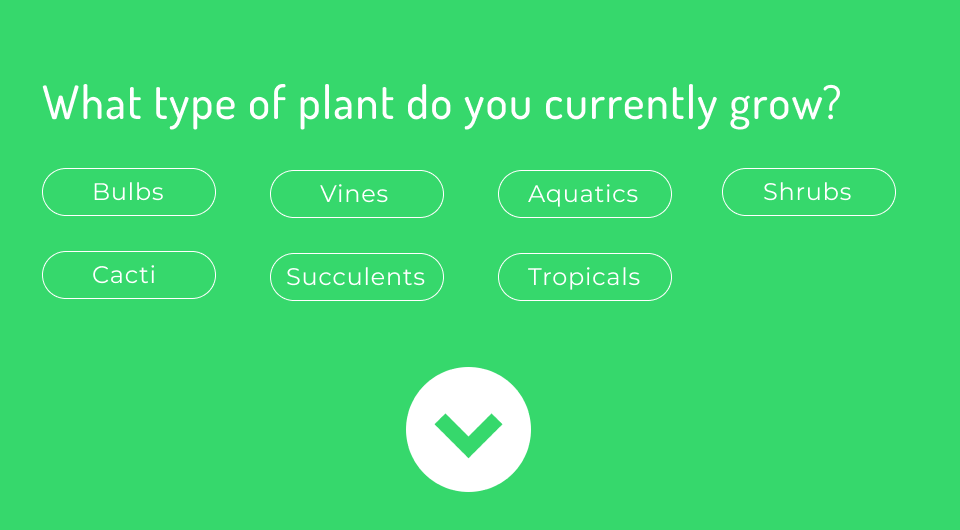 What type of plant do you currently grow?
Bulbs Vines Aquatics Shrubs
Cacti Succulents Tropicals